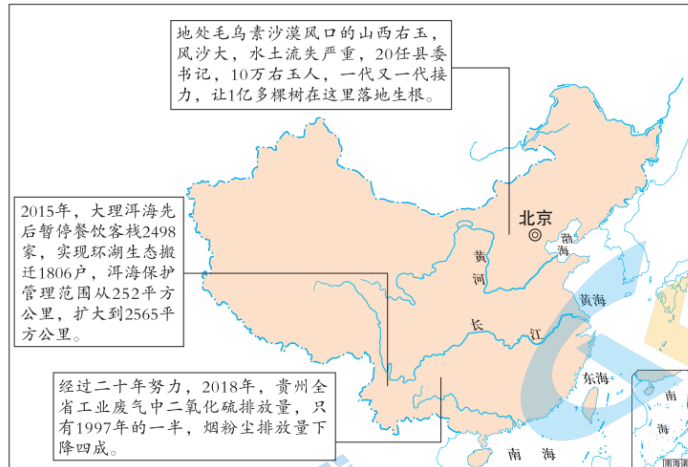 地处毛乌素沙漠风口的山西右玉，
风沙大，水土流失严重，20任县委
书记，10万右玉人，一代又一代接
力，让1亿多棵树在这里落地生根。
2015年，大理洱海先
后暂停餐饮客栈2498
家，实现环湖生态搬
迁1806户，洱海保护
管理范围从252平方
公里，扩大到2565平
方公里。
北京
渤海
黄河
黄海
长江
东海
经过二十年努力，2018年，贵州全
省工业废气中二氧化硫排放量，只
有1997年的一半，烟粉尘排放量下
降四成。
南海
南海